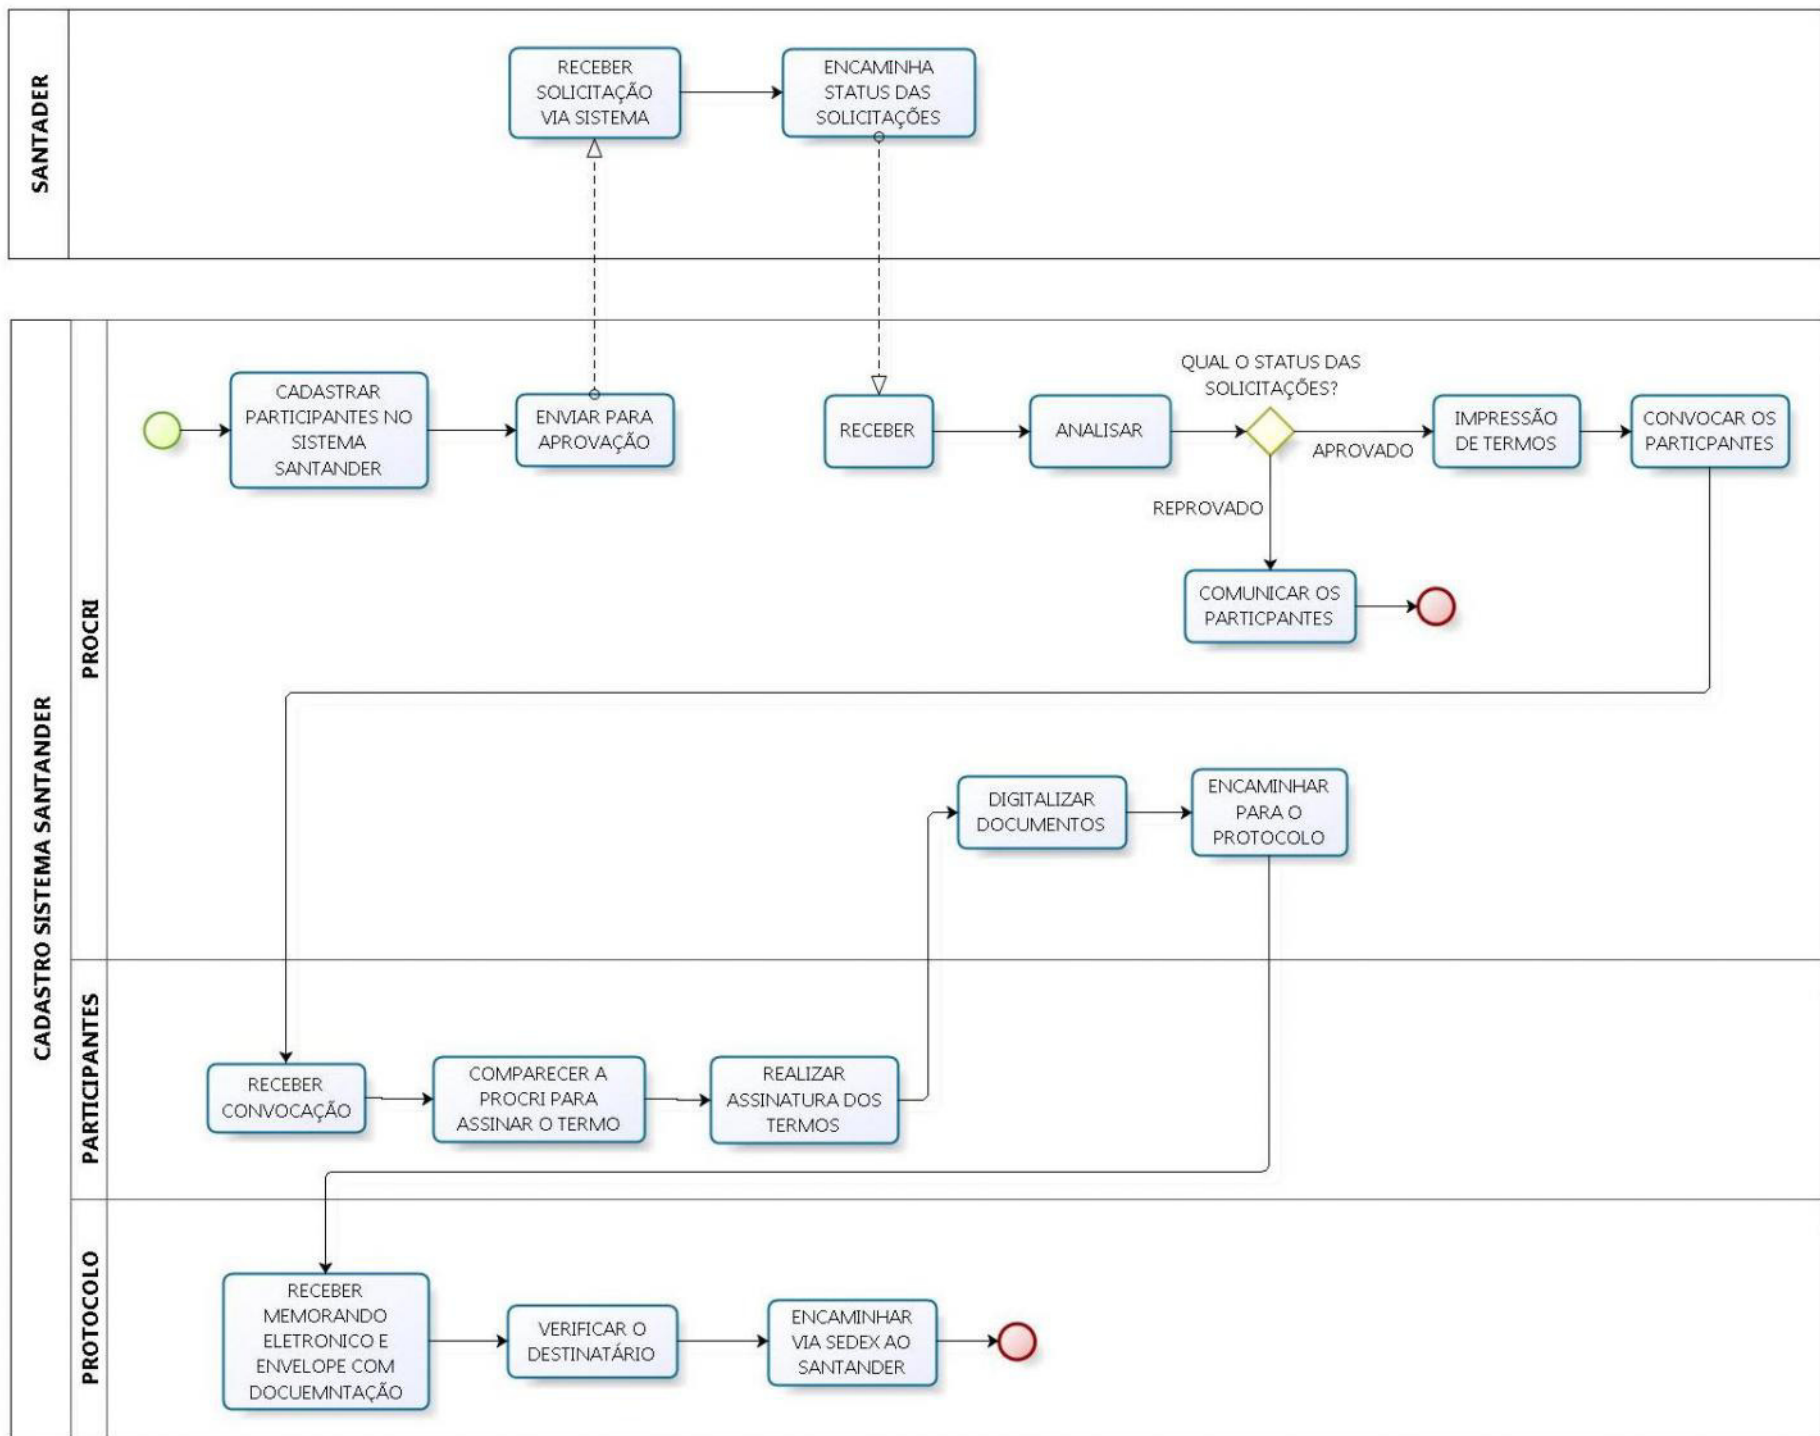 SANTADER
RECEBER
SOLICITAÇÃO
VIA SISTEMA
ENCAMINHA
STATUS DAS
SOLICITAÇÕES
CADASTRO SISTEMA SANTANDER
PROCRI
CADASTRAR
PARTICIPANTES NO
SISTEMA
SANTANDER
ENVIAR PARA
APROVAÇÃO
RECEBER
ANALISAR
QUAL O STATUS DAS
SOLICITAÇÕES?
APROVADO
REPROVADO
IMPRESSÃO
DE TERMOS
CONVOCAR OS
PARTICPANTES
COMUNICAR OS
PARTICPANTES
DIGITALIZAR
DOCUMENTOS
ENCAMINHAR
PARA O
PROTOCOLO
PARTICIPANTES
RECEBER
CONVOCAÇÃO
COMPARECER A
PROCRI PARA
ASSINAR O TERMO
REALIZAR
ASSINATURA DOS
TERMOS
PROTOCOLO
RECEBER
MEMORANDO
ELETRONICO E
ENVELOPE COM
DOCUEMNTAÇÃO
VERIFICAR O
DESTINATÁRIO
ENCAMINHAR
VIA SEDEX AO
SANTANDER